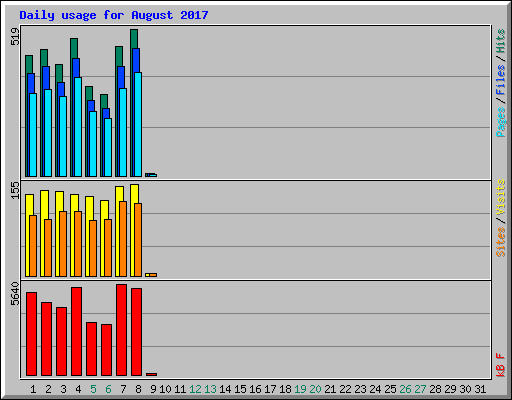 Daily usage for August 2017
519
Pages/Files/Hits
155
Sites/Visits
5640
kB F
1 2 3 4 5 6 7 8 9 10 11 12 13 14 15 16 17 18 19 20 21 22 23 24 25 26 27 28 29 30 31